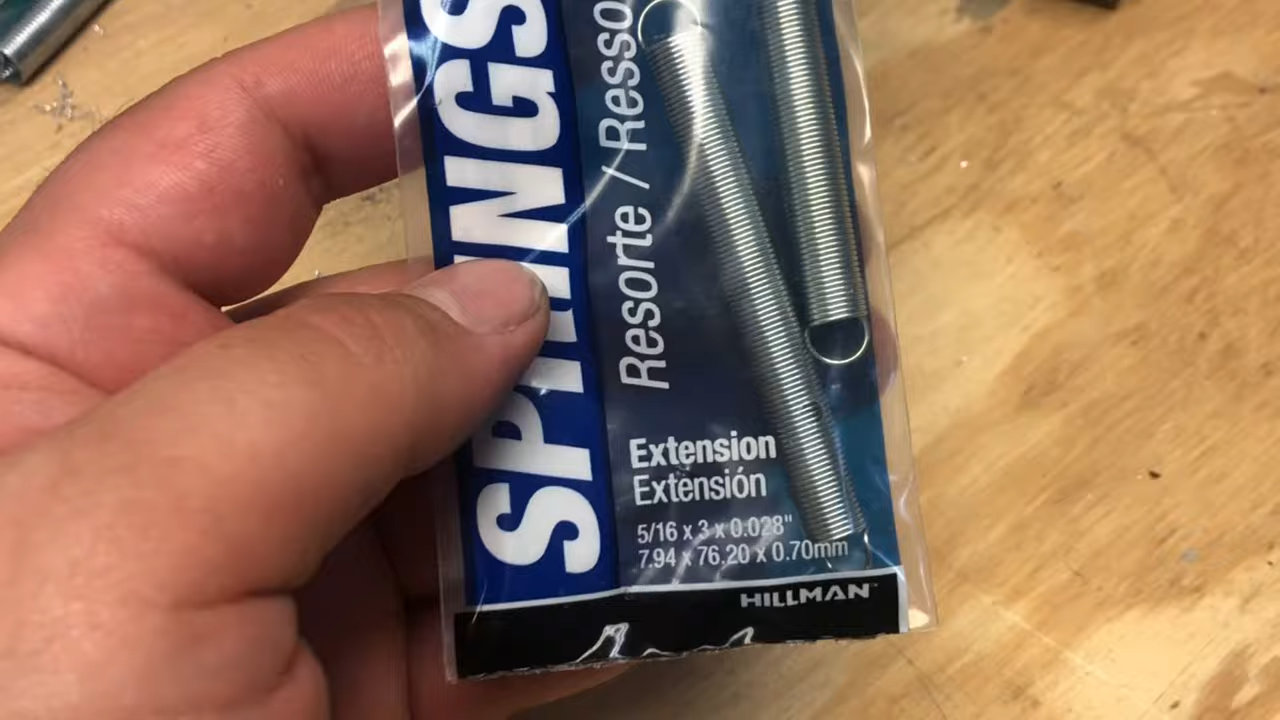 SPRINGS
Resorte / Resso
Extension
Extensión
5/16 x 3 x 0.028"
7.94 x 76.20 x 0.70mm
HILLMAN